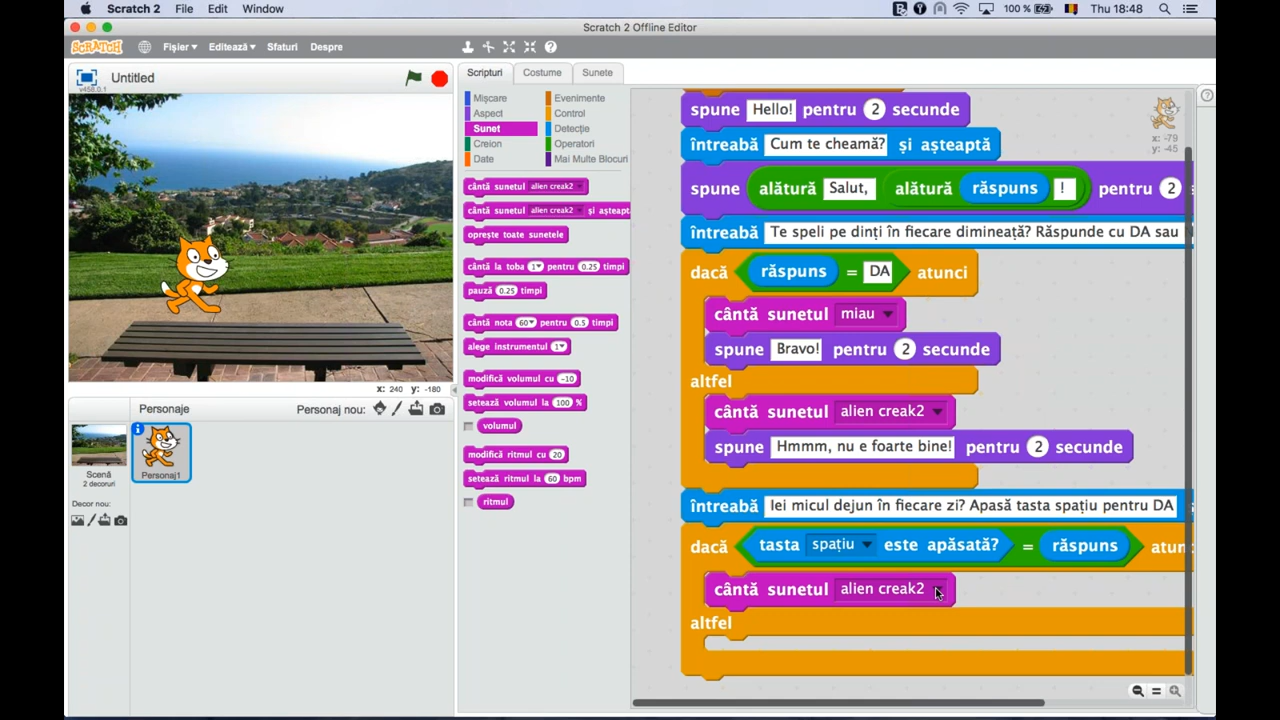 Scratch 2 File Edit Window 100 % Thu 18:48
Scratch 2 Offline Editor
SCRATCH Fișier Editează Sfaturi Despre
Untitled
v458.0.1
x: 240 y: -180
Personaje Personaj nou:
Scenă
2 decoruri
Decor nou:
Personaj1
Scripturi Costume Sunete
Mișcare Evenimente
Aspect Control
Sunet Detecție
Creion Operatori
Date Mai Multe Blocuri
cântă sunetul alien creak2
cântă sunetul alien creak2 și așteapt
oprește toate sunetele
cântă la toba 1 pentru 0.25 timpi
pauză 0.25 timpi
cântă nota 60 pentru 0.5 timpi
alege instrumentul 1
modifică volumul cu -10
setează volumul la 100 %
volumul
modifică ritmul cu 20
setează ritmul la 60 bpm
ritmul
spune Hello! pentru 2 secunde
întreabă Cum te cheamă? și așteaptă
spune alătură Salut, alătură răspuns ! pentru 2
întreabă Te speli pe dinți în fiecare dimineață? Răspunde cu DA sau
dacă răspuns = DA atunci
cântă sunetul miau
spune Bravo! pentru 2 secunde
altfel
cântă sunetul alien creak2
spune Hmmm, nu e foarte bine! pentru 2 secunde
întreabă Iei micul dejun în fiecare zi? Apasă tasta spațiu pentru DA
dacă tasta spațiu este apăsată? = răspuns atun
cântă sunetul alien creak2
altfel
x: -79
y: -45